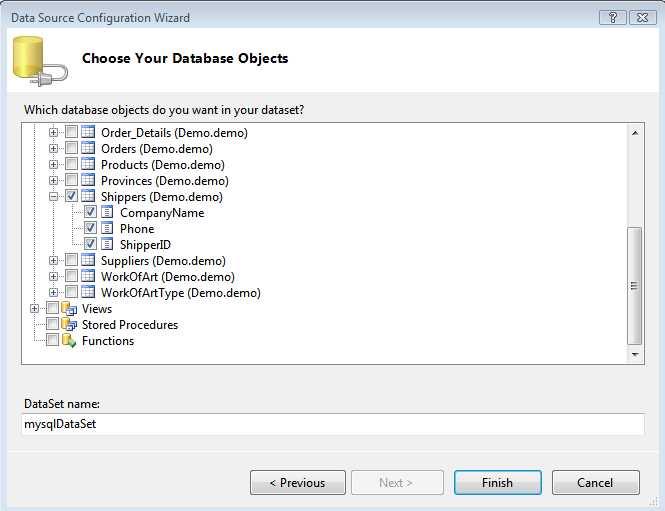 Data Source Configuration Wizard
Choose Your Database Objects
Which database objects do you want in your dataset?
Order_Details (Demo.demo)
Orders (Demo.demo)
Products (Demo.demo)
Provinces (Demo.demo)
Shippers (Demo.demo)
CompanyName
Phone
ShipperID
Suppliers (Demo.demo)
WorkOfArt (Demo.demo)
WorkOfArtType (Demo.demo)
Views
Stored Procedures
Functions
DataSet name:
mysqlDataSet
< Previous Next > Finish Cancel